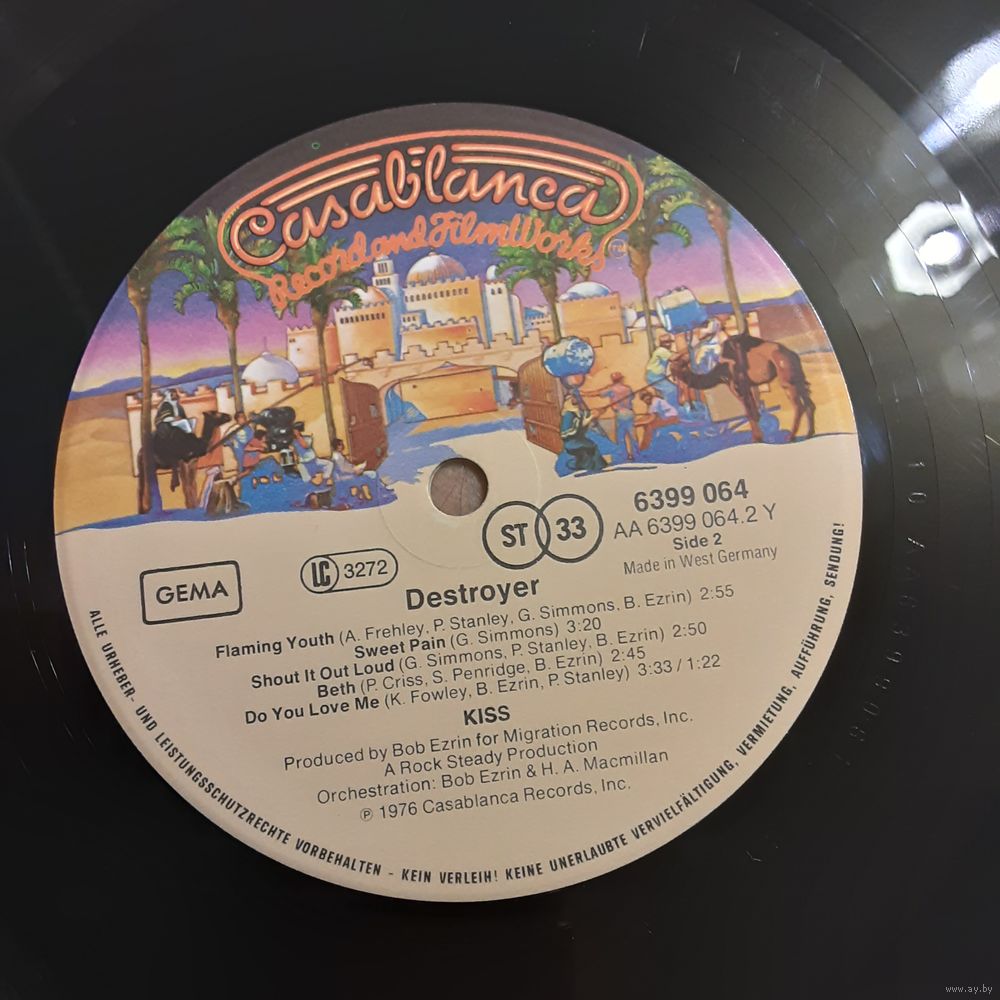 Casablanca
Record and FilmWorks
GEMA
LC 3272
ST 33
6399 064
AA 6399 064.2 Y
Side 2
Made in West Germany
Destroyer
Flaming Youth (A. Frehley, P. Stanley, G. Simmons, B. Ezrin) 2:55
Sweet Pain (G. Simmons) 3:20
Shout It Out Loud (G. Simmons, P. Stanley, B. Ezrin) 2:50
Beth (P. Criss, S. Penridge, B. Ezrin) 2:45
Do You Love Me (K. Fowley, B. Ezrin, P. Stanley) 3:33 / 1:22
KISS
Produced by Bob Ezrin for Migration Records, Inc.
A Rock Steady Production
Orchestration: Bob Ezrin & H. A. Macmillan
℗ 1976 Casablanca Records, Inc.
ALLE URHEBER- UND LEISTUNGSSCHUTZRECHTE VORBEHALTEN - KEIN VERLEIH! KEINE UNERLAUBTE VERVIELFÄLTIGUNG, VERMIETUNG, AUFFÜHRUNG, SENDUNG!
www.ay.by